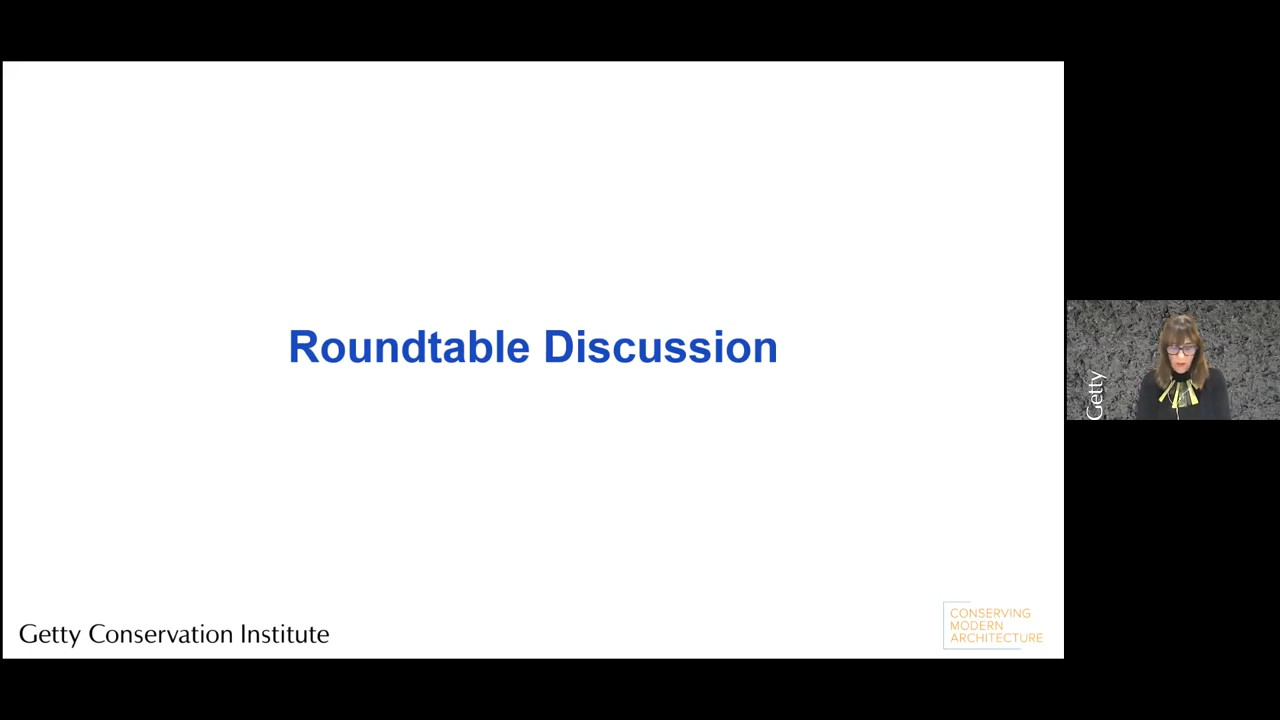 Roundtable Discussion
Getty
Getty Conservation Institute
CONSERVING
MODERN
ARCHITECTURE